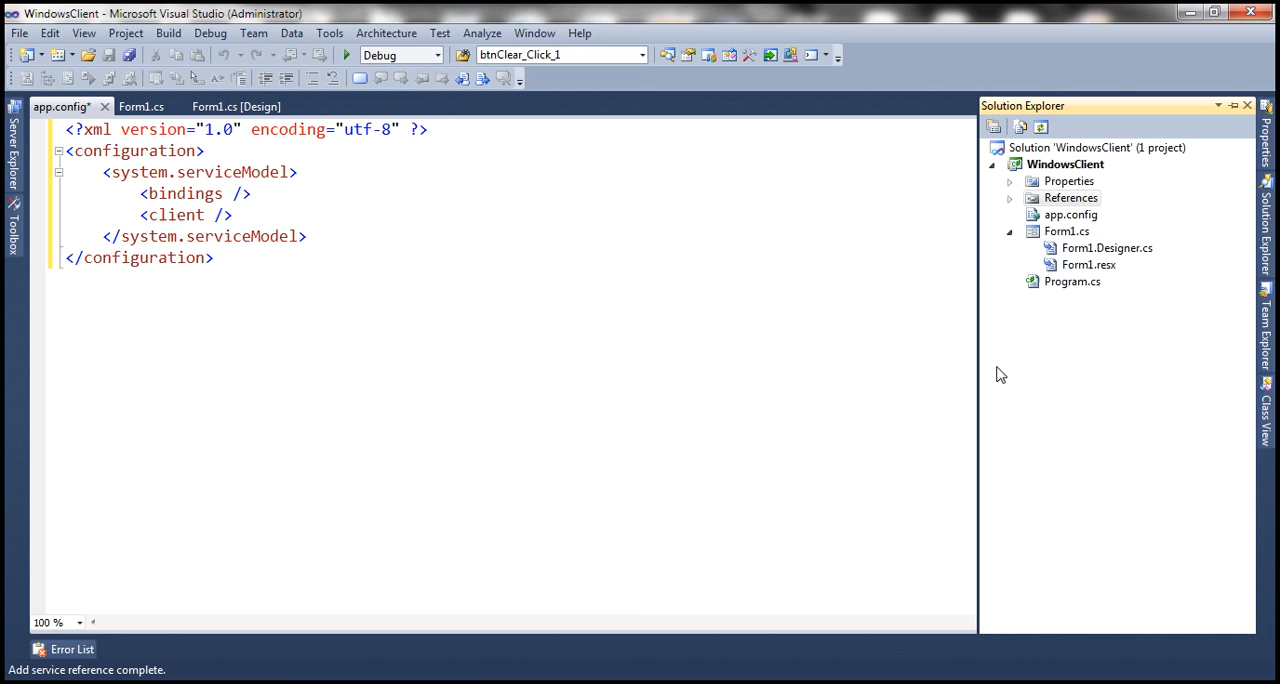 WindowsClient - Microsoft Visual Studio (Administrator)
File Edit View Project Build Debug Team Data Tools Architecture Test Analyze Window Help
Debug btnClear_Click_1
app.config* Form1.cs Form1.cs [Design]
<?xml version="1.0" encoding="utf-8" ?>
<configuration>
<system.serviceModel>
<bindings />
<client />
</system.serviceModel>
</configuration>
100 %
Error List
Add service reference complete.
Server Explorer
Toolbox
Solution Explorer
Solution 'WindowsClient' (1 project)
WindowsClient
Properties
References
app.config
Form1.cs
Form1.Designer.cs
Form1.resx
Program.cs
Properties
Solution Explorer
Team Explorer
Class View